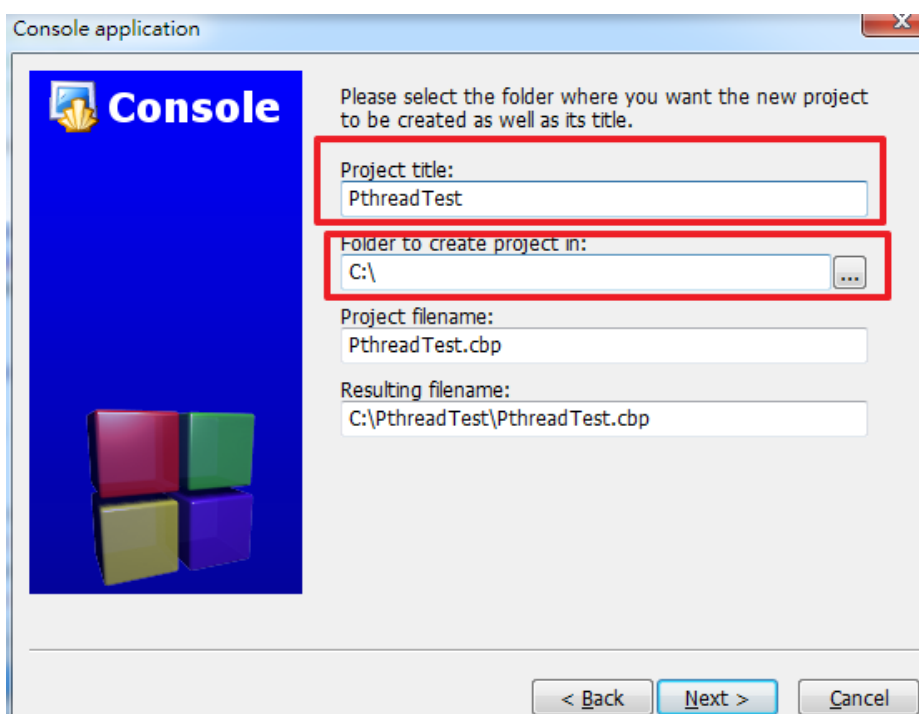 Console application
Console
Please select the folder where you want the new project
to be created as well as its title.
Project title:
PthreadTest
Folder to create project in:
C:\
...
Project filename:
PthreadTest.cbp
Resulting filename:
C:\PthreadTest\PthreadTest.cbp
< Back
Next >
Cancel